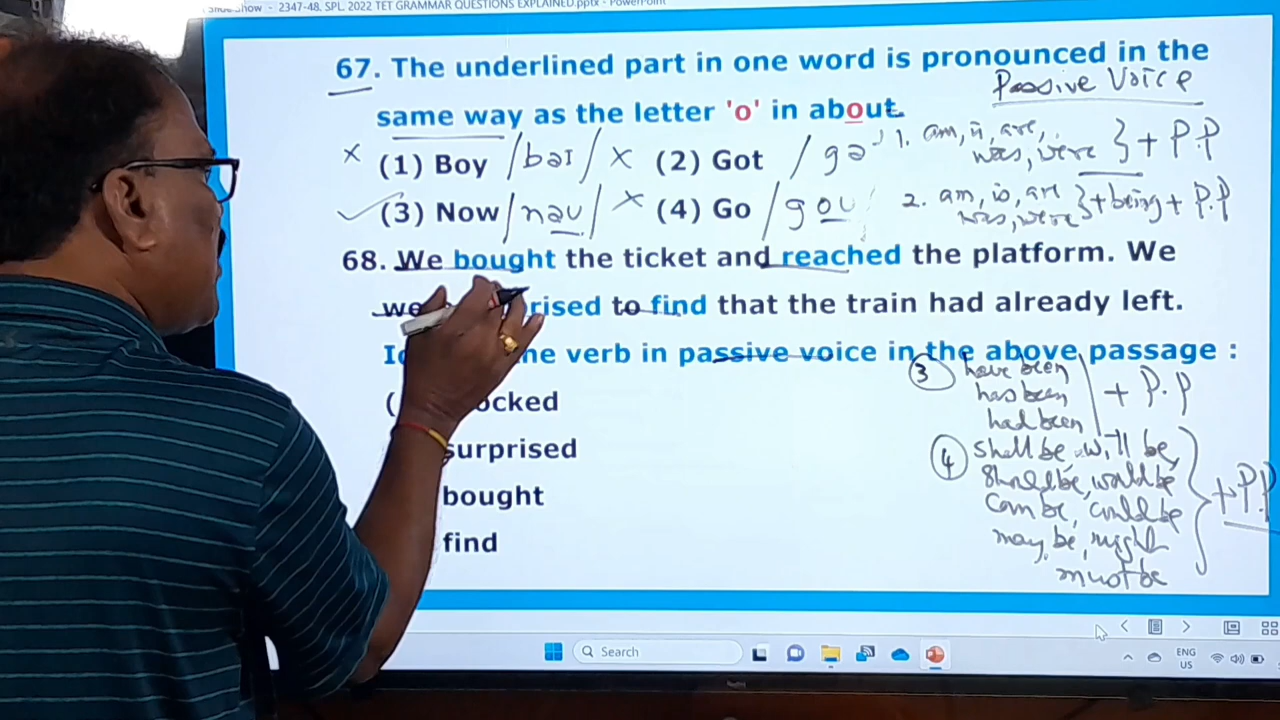 Show - 2347-48. SPL. 2022 TET GRAMMAR QUESTIONS EXPLAINED.pptx - PowerPoint
67. The underlined part in one word is pronounced in the
Passive Voice
same way as the letter 'o' in about.
1. am, is, are,
was, were } + P.P
x (1) Boy /bɔɪ/ x (2) Got /gɔ
(3) Now /naʊ/ x (4) Go /goʊ
2. am, is, are
was, were } + being + P.P
68. We bought the ticket and reached the platform. We
we rised to find that the train had already left.
I ne verb in passive voice in the above passage :
3 have been
has been
had been + P.P
( ocked
surprised
bought
find
4 shall be, will be,
should be, would be
can be, could be
may be, might
must be
+ P.P
Search
ENG
US